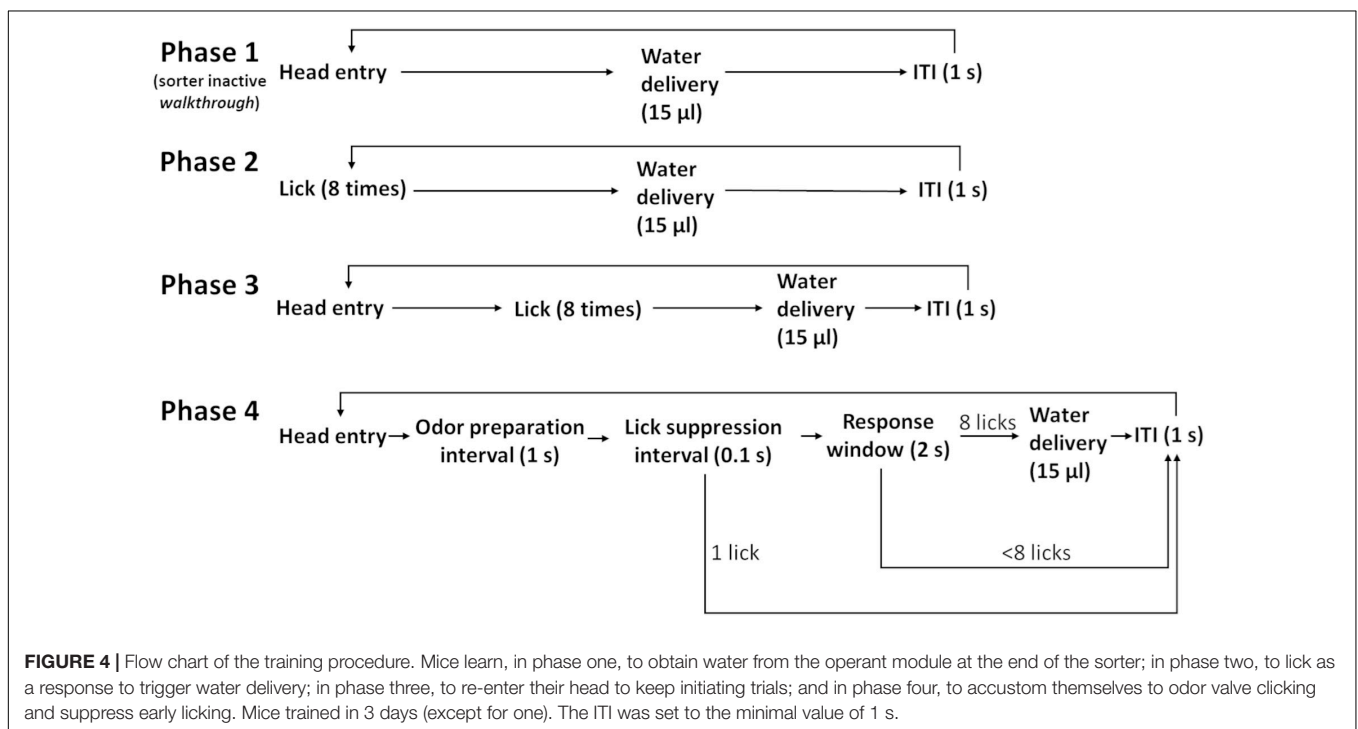 Phase 1
(sorter inactive
walkthrough)
Head entry
Water
delivery
(15 µl)
ITI (1 s)
Phase 2
Lick (8 times)
Water
delivery
(15 µl)
ITI (1 s)
Phase 3
Head entry
Lick (8 times)
Water
delivery
(15 µl)
ITI (1 s)
Phase 4
Head entry
Odor preparation
interval (1 s)
Lick suppression
interval (0.1 s)
Response
window (2 s)
8 licks
Water
delivery
(15 µl)
ITI (1 s)
1 lick
<8 licks
FIGURE 4 | Flow chart of the training procedure. Mice learn, in phase one, to obtain water from the operant module at the end of the sorter; in phase two, to lick as
a response to trigger water delivery; in phase three, to re-enter their head to keep initiating trials; and in phase four, to accustom themselves to odor valve clicking
and suppress early licking. Mice trained in 3 days (except for one). The ITI was set to the minimal value of 1 s.